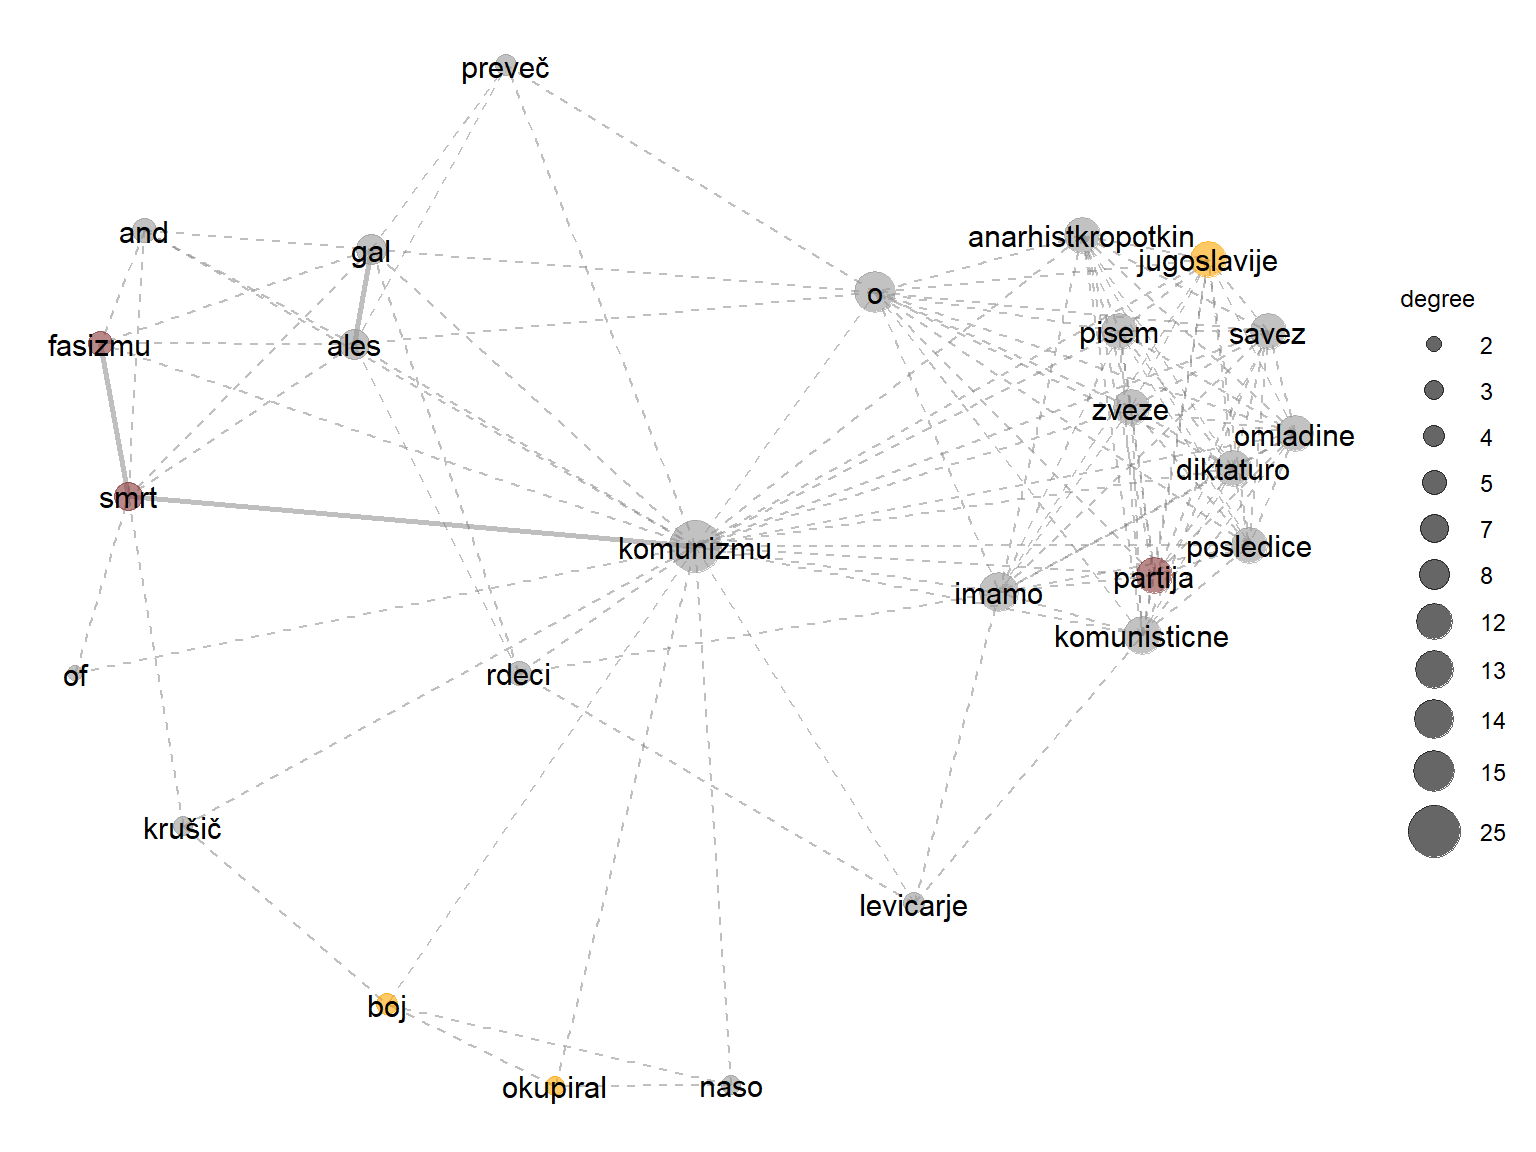 preveč
and
gal
anarhistkropotkin
jugoslavije
o
degree
fasizmu
ales
pisem
savez
2
3
zveze
omladine
4
diktaturo
5
smrt
7
komunizmu
posledice
8
partija
imamo
12
komunisticne
13
of
rdeci
14
15
krušič
25
levicarje
boj
okupiral
naso